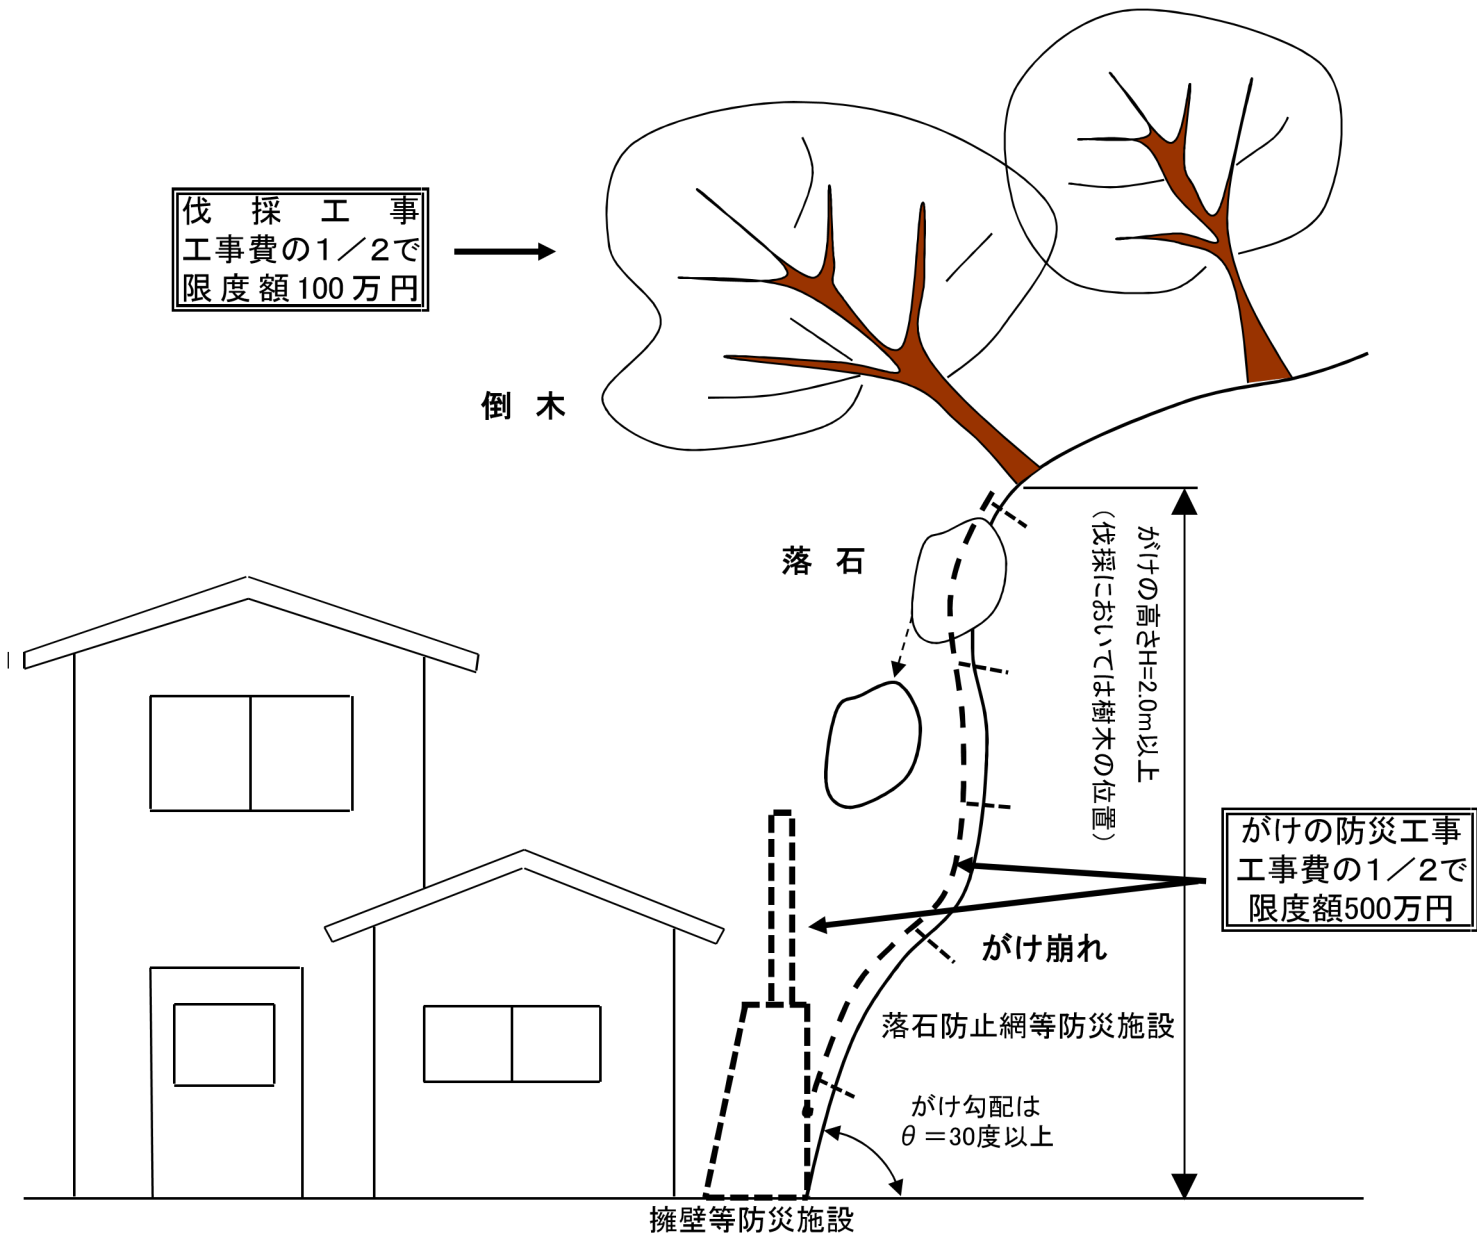 伐採工事
工事費の1／2で
限度額100万円
倒木
落石
がけの高さH=2.0m以上
（伐採においては樹木の位置）
がけの防災工事
工事費の1／2で
限度額500万円
がけ崩れ
落石防止網等防災施設
がけ勾配は
θ＝30度以上
擁壁等防災施設